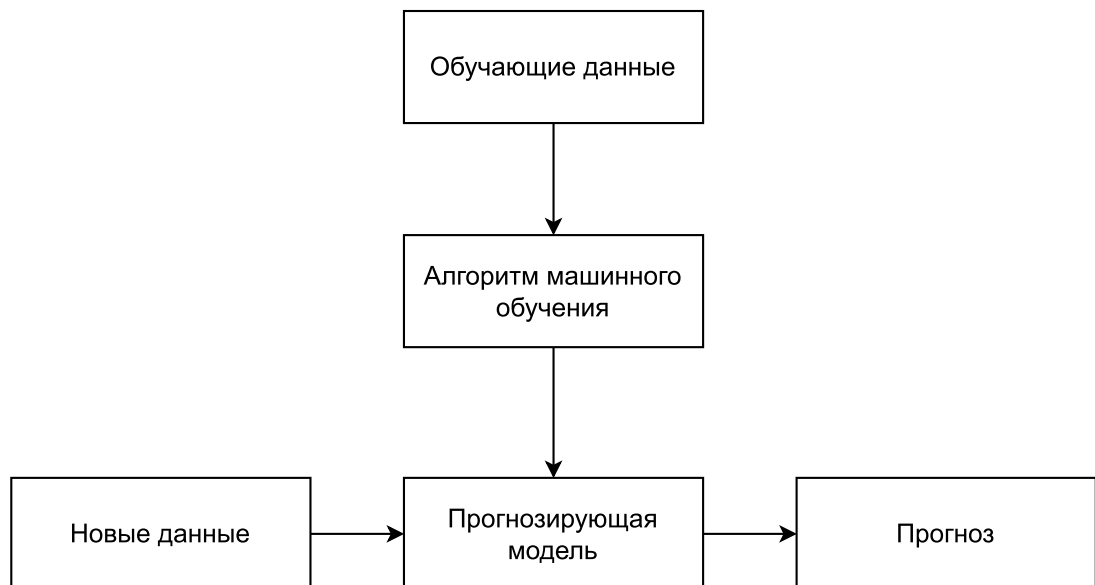 Обучающие данные
Алгоритм машинного
обучения
Новые данные
Прогнозирующая
модель
Прогноз